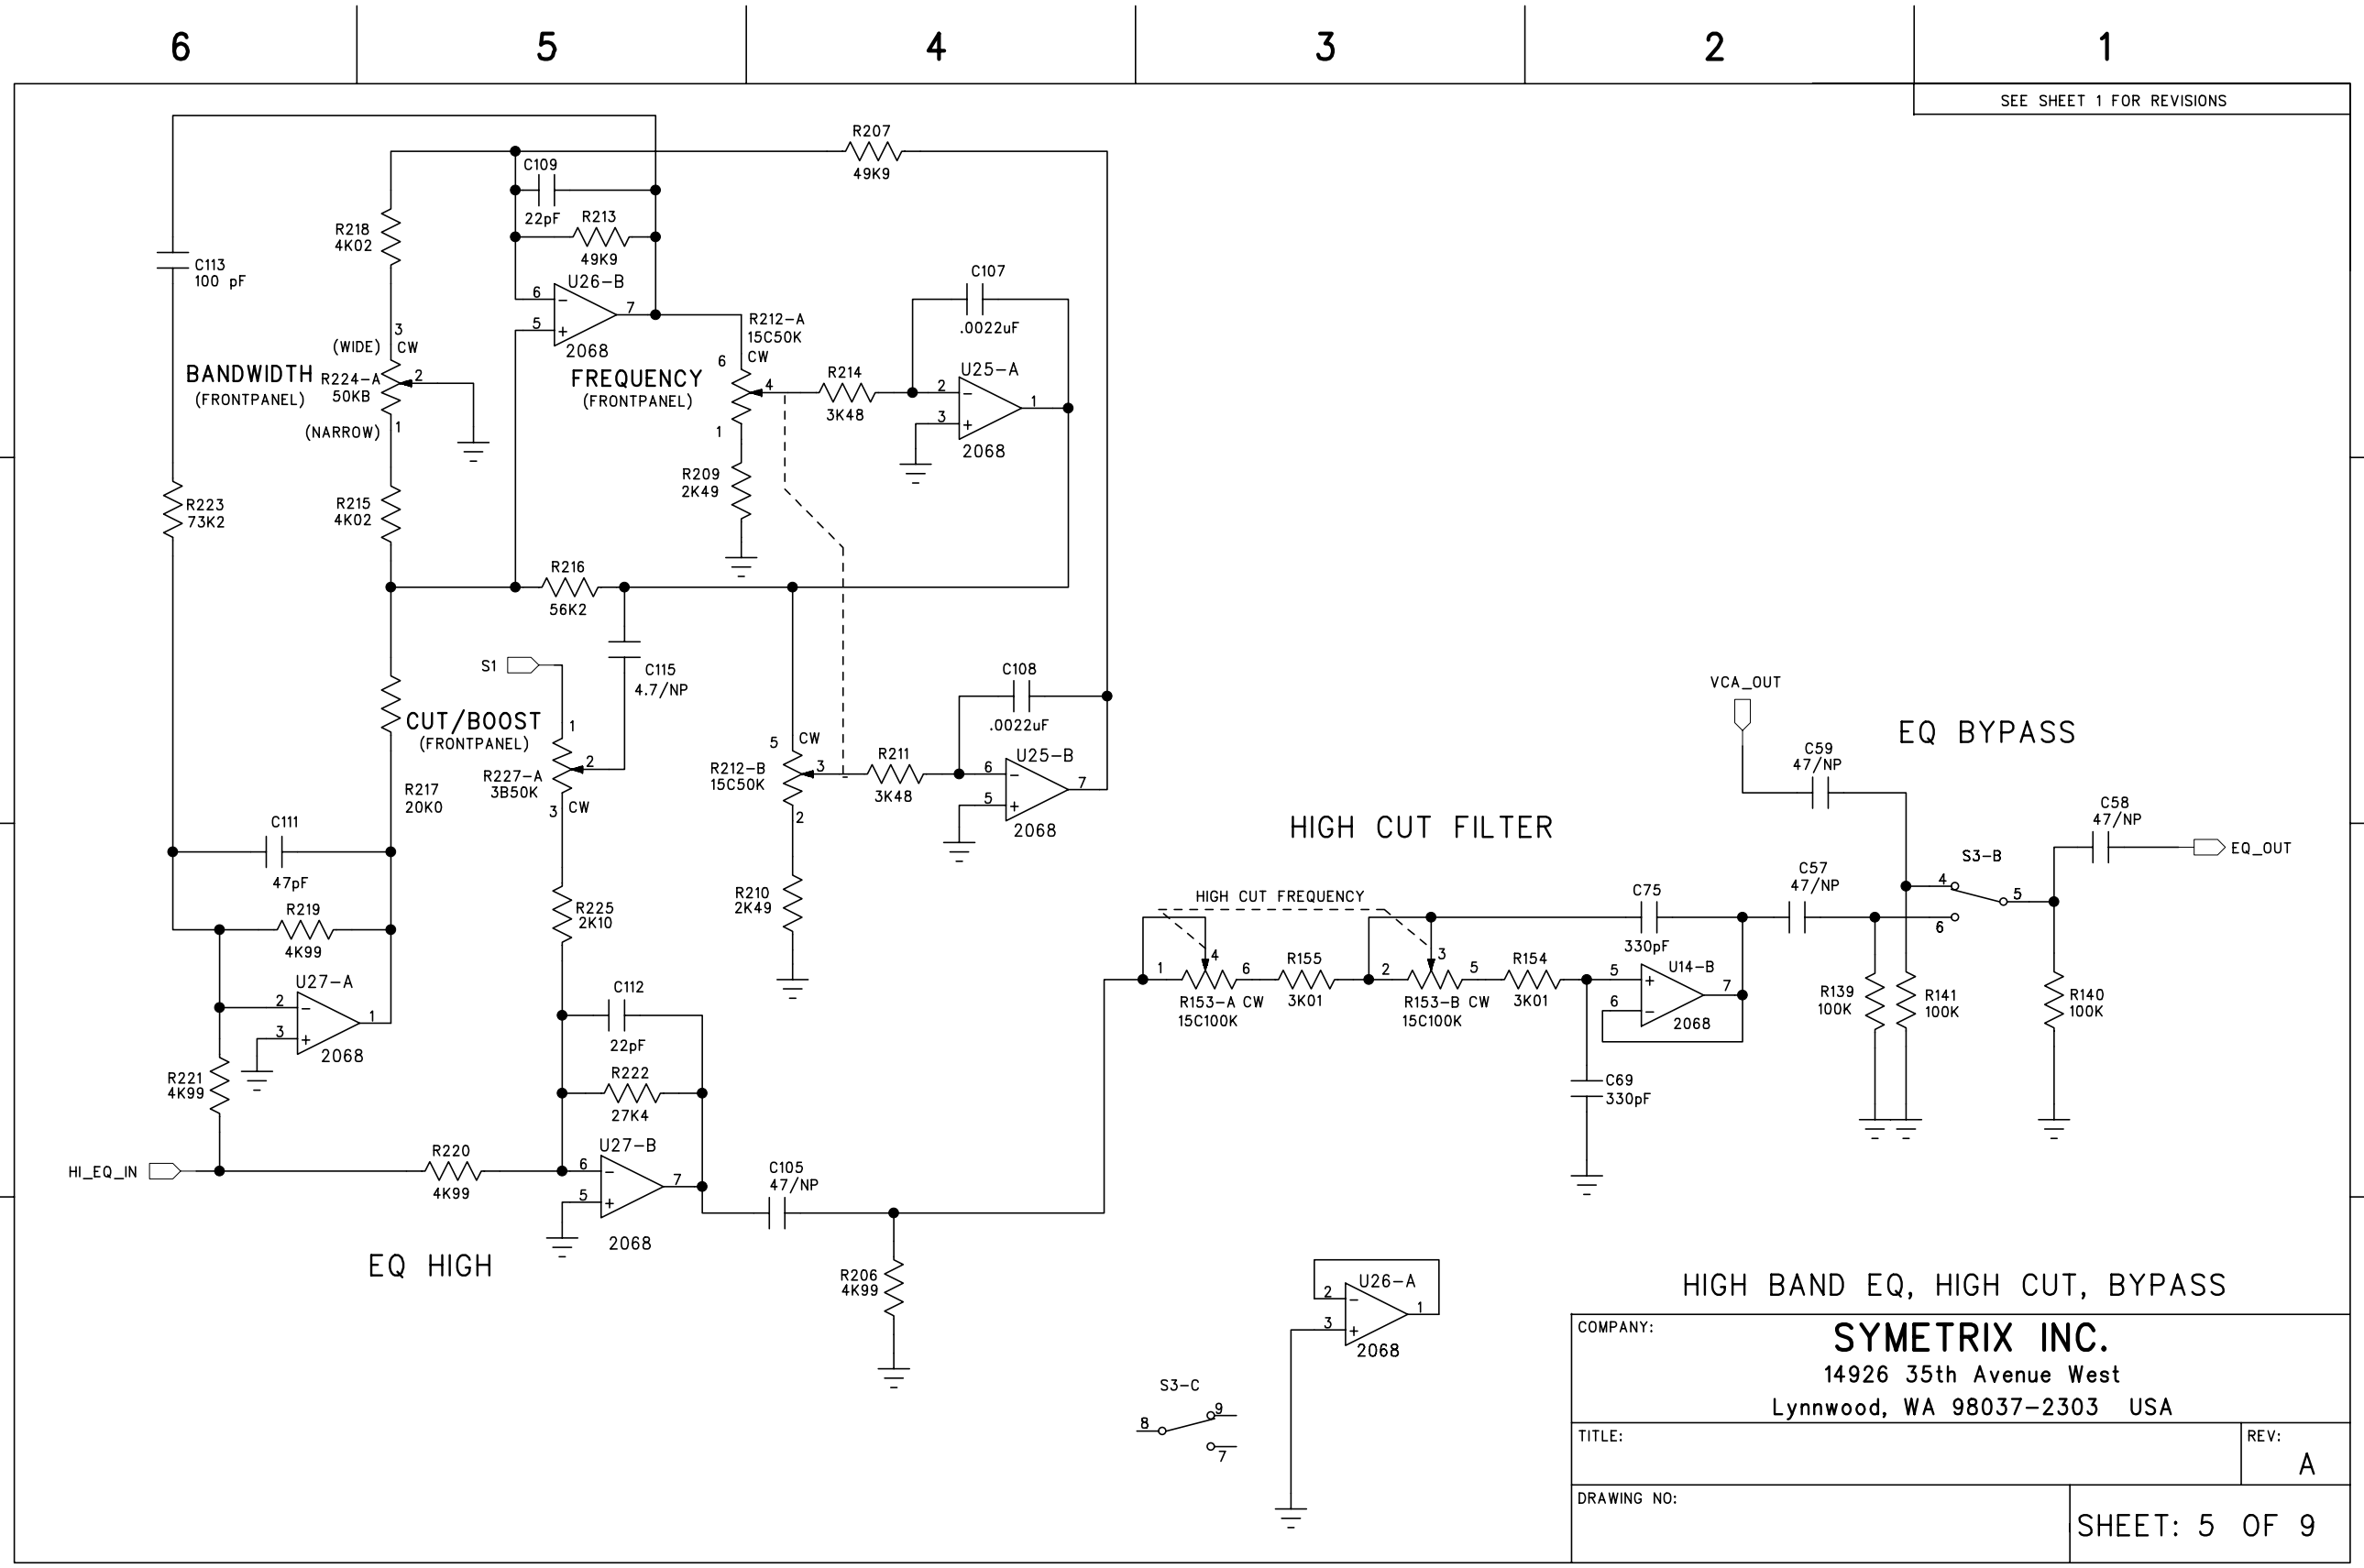 6 5 4 3 2 1
SEE SHEET 1 FOR REVISIONS
R207
49K9
C109
22pF
R213
49K9
R218
4K02
C113
100 pF
U26-B
6
5
7
2068
C107
.0022uF
R212-A
15C50K
6 CW
4
1
3
(WIDE) CW
BANDWIDTH
(FRONTPANEL)
R224-A
50KB
2
(NARROW) 1
FREQUENCY
(FRONTPANEL)
R214
3K48
U25-A
2
3
1
2068
R209
2K49
R223
73K2
R215
4K02
R216
56K2
S1
C115
4.7/NP
CUT/BOOST
(FRONTPANEL)
1
R227-A
3B50K
2
3 CW
R217
20K0
5 CW
R212-B
15C50K
3
2
R211
3K48
C108
.0022uF
U25-B
6
5
7
2068
R210
2K49
C111
47pF
R219
4K99
R225
2K10
U27-A
2
3
1
2068
R221
4K99
C112
22pF
R222
27K4
HI_EQ_IN
R220
4K99
U27-B
6
5
7
2068
C105
47/NP
R206
4K99
EQ HIGH
HIGH CUT FILTER
HIGH CUT FREQUENCY
1
4
6
R153-A CW
15C100K
R155
3K01
2
3
5
R153-B CW
15C100K
R154
3K01
C75
330pF
U14-B
5
6
7
2068
C69
330pF
VCA_OUT
C59
47/NP
EQ BYPASS
C57
47/NP
S3-B
4
5
6
C58
47/NP
EQ_OUT
R139
100K
R141
100K
R140
100K
U26-A
2
3
1
2068
S3-C
8
9
7
HIGH BAND EQ, HIGH CUT, BYPASS
COMPANY:
SYMETRIX INC.
14926 35th Avenue West
Lynnwood, WA 98037-2303 USA
TITLE:
REV:
A
DRAWING NO:
SHEET: 5 OF 9